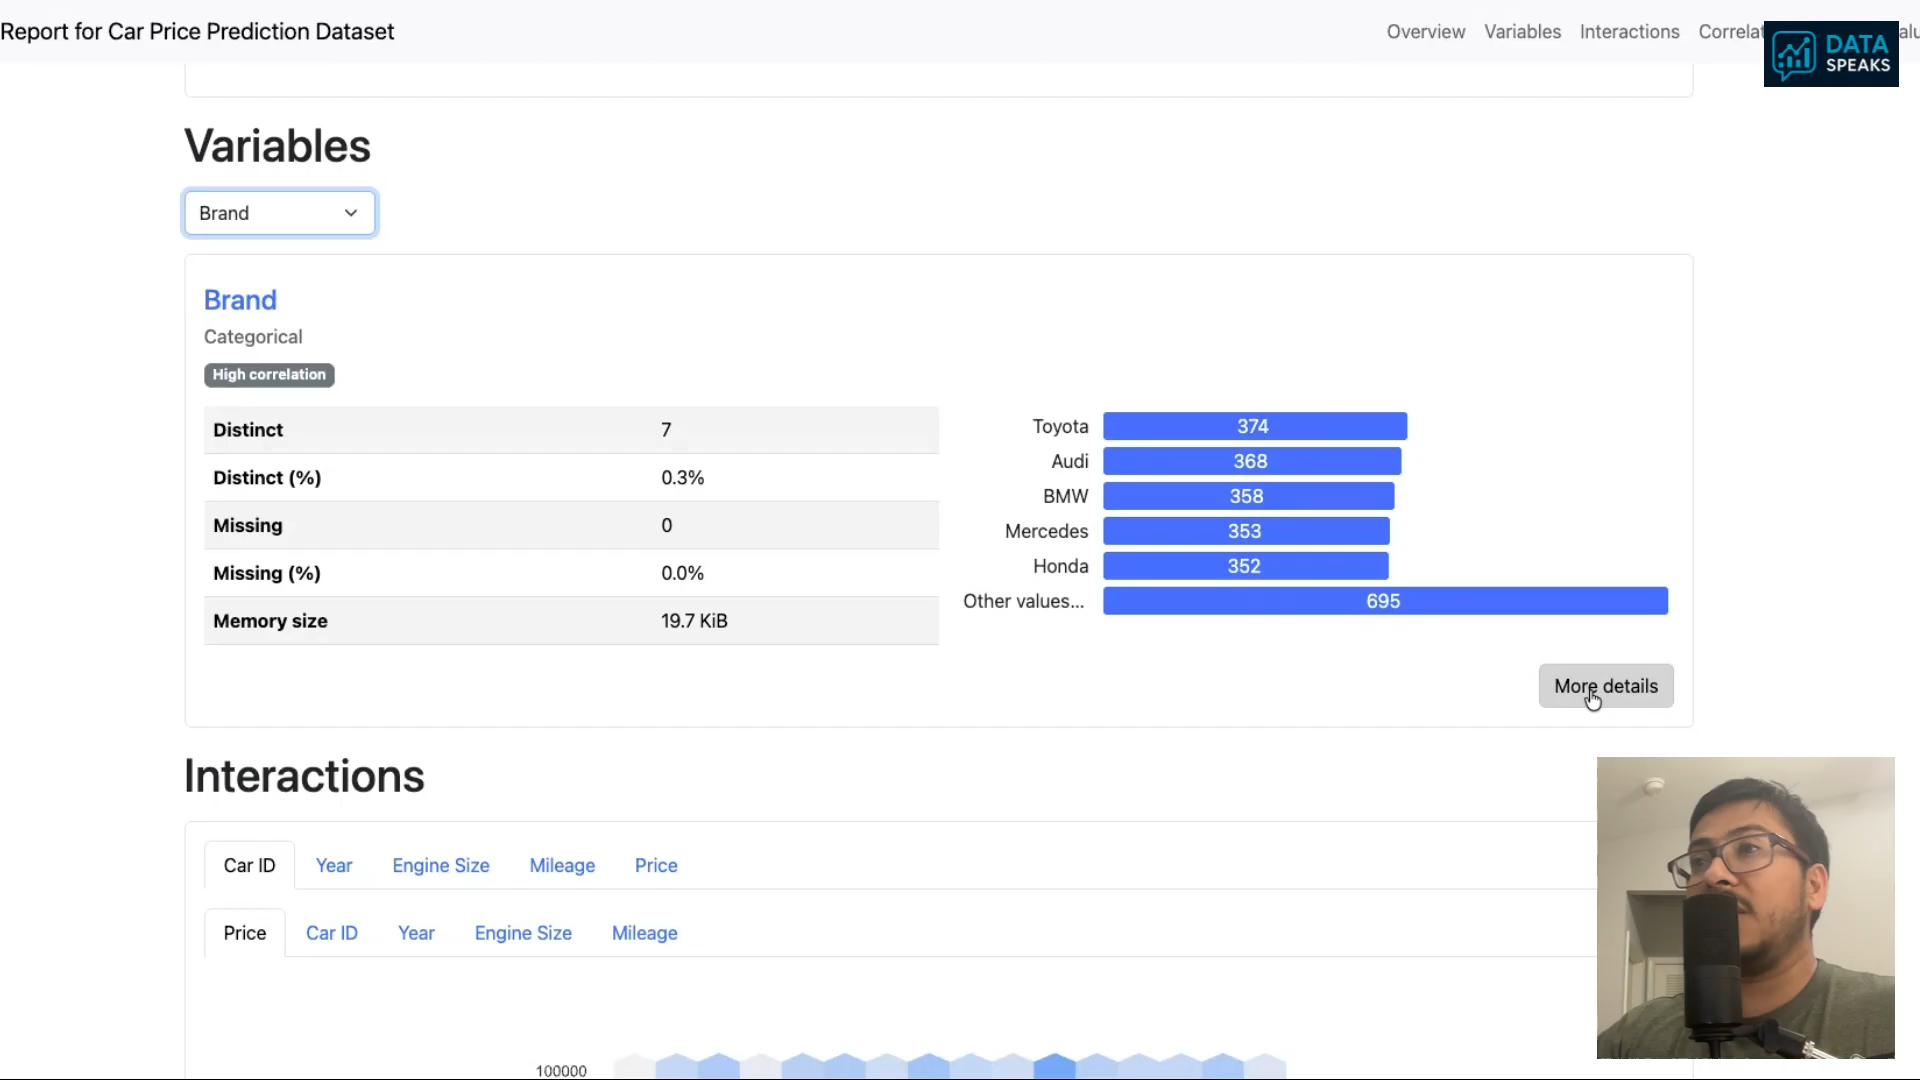 Report for Car Price Prediction Dataset
Overview Variables Interactions Correlat
DATA
SPEAKS
Variables
Brand
Brand
Categorical
High correlation
Distinct 7
Distinct (%) 0.3%
Missing 0
Missing (%) 0.0%
Memory size 19.7 KiB
Toyota 374
Audi 368
BMW 358
Mercedes 353
Honda 352
Other values... 695
More details
Interactions
Car ID Year Engine Size Mileage Price
Price Car ID Year Engine Size Mileage
100000